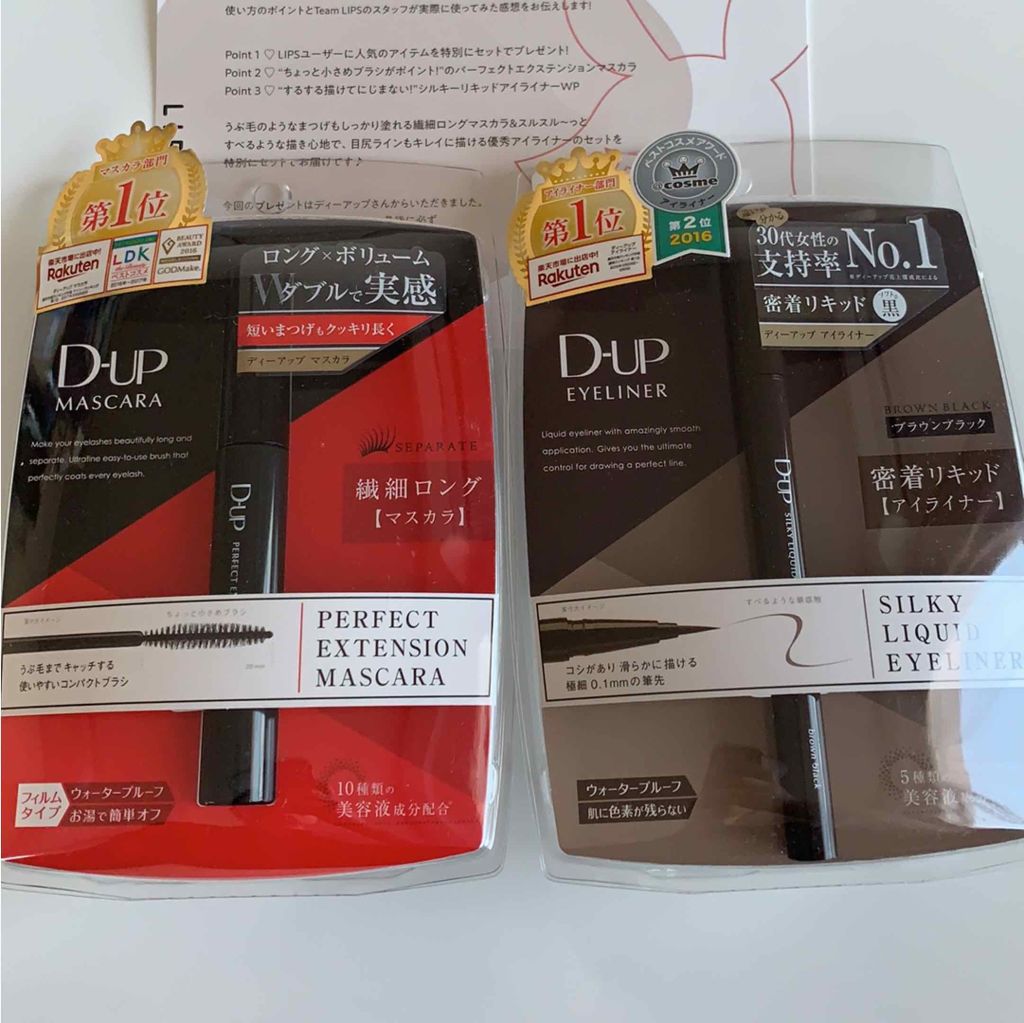 使い方のポイントとTeam LIPSのスタッフが実際に使ってみた感想をお伝えします!
Point 1 ♡ LIPSユーザーに人気のアイテムを特別にセットでプレゼント!
Point 2 ♡ “ちょっと小さめブラシがポイント!”のパーフェクトエクステンションマスカラ
Point 3 ♡ “するする描けてにじまない!”シルキーリキッドアイライナーWP
うぶ毛のようなまつげもしっかり塗れる繊細ロングマスカラ&スルスル〜っと
すべるような描き心地で、目尻ラインもキレイに描ける優秀アイライナーのセットを
特別にセットでお届けです♪
今回のプレゼントはディーアップさんからいただきました。
マスカラ部門
第1位
楽天市場に出店中!
Rakuten
LDK
ベストコスメ
BEAUTY
AWARD
2016
GODMake.
ロング×ボリューム
Wダブルで実感
短いまつげもクッキリ長く
ディーアップ マスカラ
D-UP
MASCARA
Make your eyelashes beautifully long and
separate. Ultrafine easy-to-use brush that
perfectly coats every eyelash.
SEPARATE
繊細ロング
【マスカラ】
D-UP
ちょっと小さめブラシ
うぶ毛まで キャッチする
使いやすいコンパクトブラシ
PERFECT
EXTENSION
MASCARA
フィルム
タイプ
ウォータープルーフ
お湯で簡単オフ
10種類の
美容液成分配合
アイライナー部門
第1位
楽天市場に出店中!
Rakuten
ベストコスメアワード
@cosme
アイライナー
第2位
2016
30代女性の
支持率 No.1
密着リキッド
黒
ディーアップ アイライナー
D-UP
EYELINER
Liquid eyeliner with amazingly smooth
application. Gives you the ultimate
control for drawing a perfect line.
BROWN BLACK
ブラウンブラック
密着リキッド
【アイライナー】
D-UP SILKY LIQUID
すべるような
コシがあり 滑らかに描ける
極細 0.1mmの筆先
SILKY
LIQUID
EYELINER
brown black
ウォータープルーフ
肌に色素が残らない
5種類の
美容液